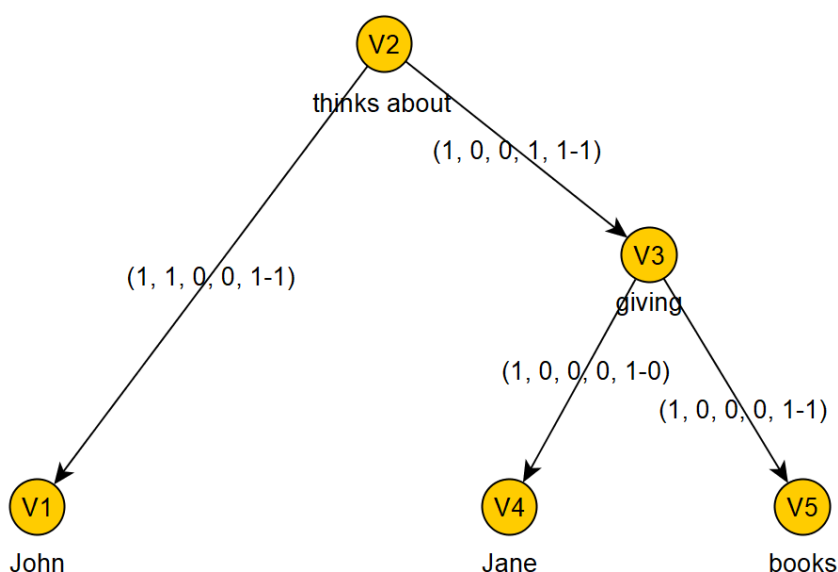 V2
thinks about
(1, 0, 0, 1, 1-1)
V3
(1, 1, 0, 0, 1-1)
giving
(1, 0, 0, 0, 1-0)
(1, 0, 0, 0, 1-1)
V1
V4
V5
John
Jane
books